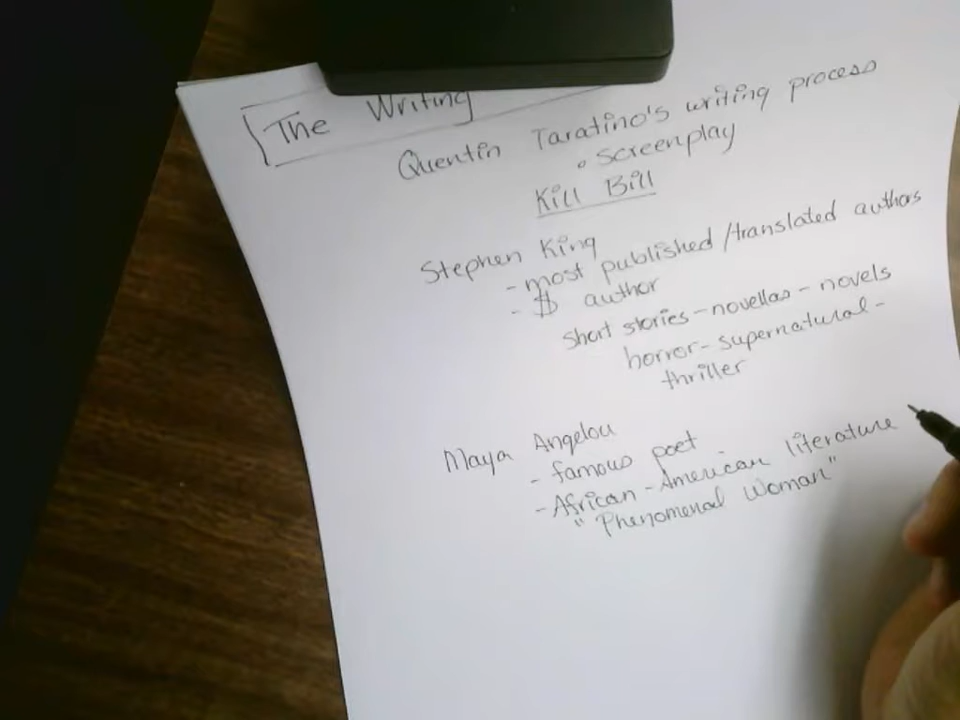 The Writing
Quentin Taratino's writing process
• Screenplay
Kill Bill
Stephen King
- most published/translated authors
- $ author
Short stories - novellas - novels
horror - supernatural -
thriller
Maya Angelou
- famous poet
- African-American literature
"Phenomenal Woman"